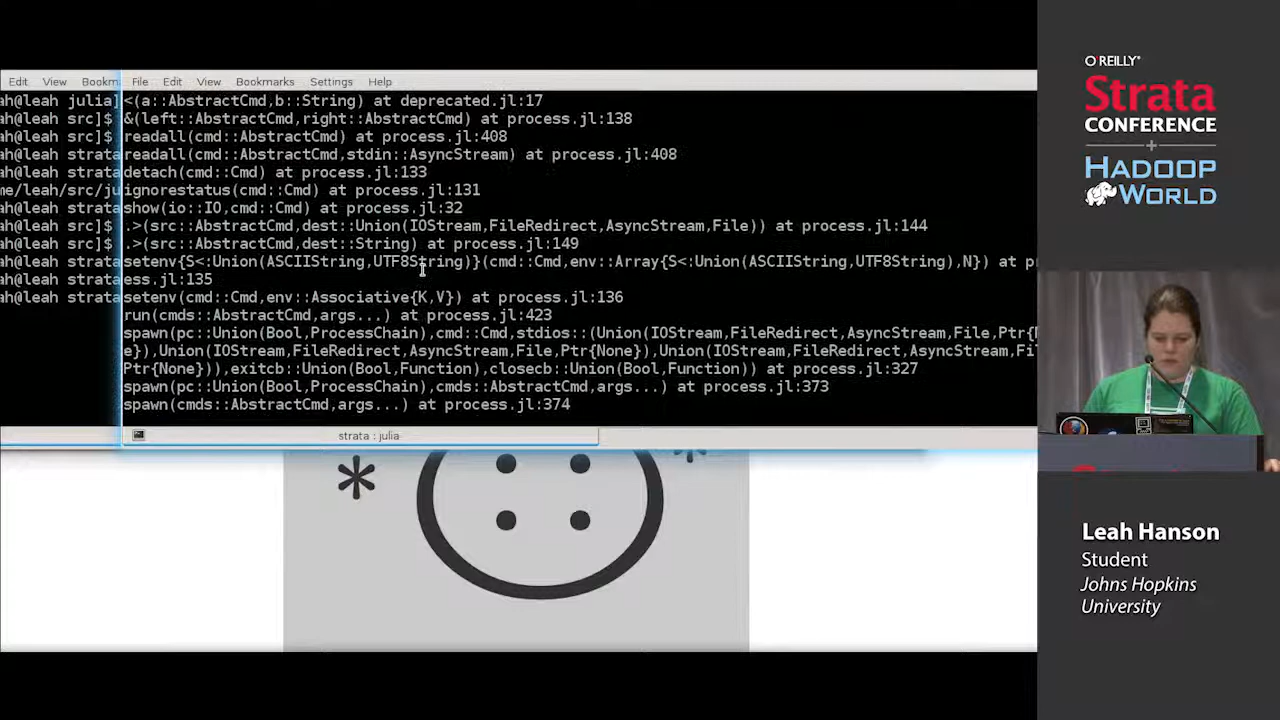 Edit View Bookm File Edit View Bookmarks Settings Help
ah@leah julia] <(a::AbstractCmd,b::String) at deprecated.jl:17
ah@leah src]$ &(left::AbstractCmd,right::AbstractCmd) at process.jl:138
ah@leah src]$ readall(cmd::AbstractCmd) at process.jl:408
ah@leah strata readall(cmd::AbstractCmd,stdin::AsyncStream) at process.jl:408
ah@leah strata detach(cmd::Cmd) at process.jl:133
me/leah/src/ju ignorestatus(cmd::Cmd) at process.jl:131
ah@leah strata show(io::IO,cmd::Cmd) at process.jl:32
ah@leah src]$ .>(src::AbstractCmd,dest::Union(IOStream,FileRedirect,AsyncStream,File)) at process.jl:144
ah@leah src]$ .>(src::AbstractCmd,dest::String) at process.jl:149
ah@leah strata setenv{S<:Union(ASCIIString,UTF8String)}(cmd::Cmd,env::Array{S<:Union(ASCIIString,UTF8String),N}) at pr
ah@leah strata ess.jl:135
ah@leah strata setenv(cmd::Cmd,env::Associative{K,V}) at process.jl:136
run(cmds::AbstractCmd,args...) at process.jl:423
spawn(pc::Union(Bool,ProcessChain),cmd::Cmd,stdios::(Union(IOStream,FileRedirect,AsyncStream,File,Ptr{N
e}),Union(IOStream,FileRedirect,AsyncStream,File,Ptr{None}),Union(IOStream,FileRedirect,AsyncStream,Fi
Ptr{None})),exitcb::Union(Bool,Function),closecb::Union(Bool,Function)) at process.jl:327
spawn(pc::Union(Bool,ProcessChain),cmds::AbstractCmd,args...) at process.jl:373
spawn(cmds::AbstractCmd,args...) at process.jl:374
strata : julia
* *
O REILLY®
Strata
CONFERENCE
+
HADOOP
WORLD
Leah Hanson
Student
Johns Hopkins
University